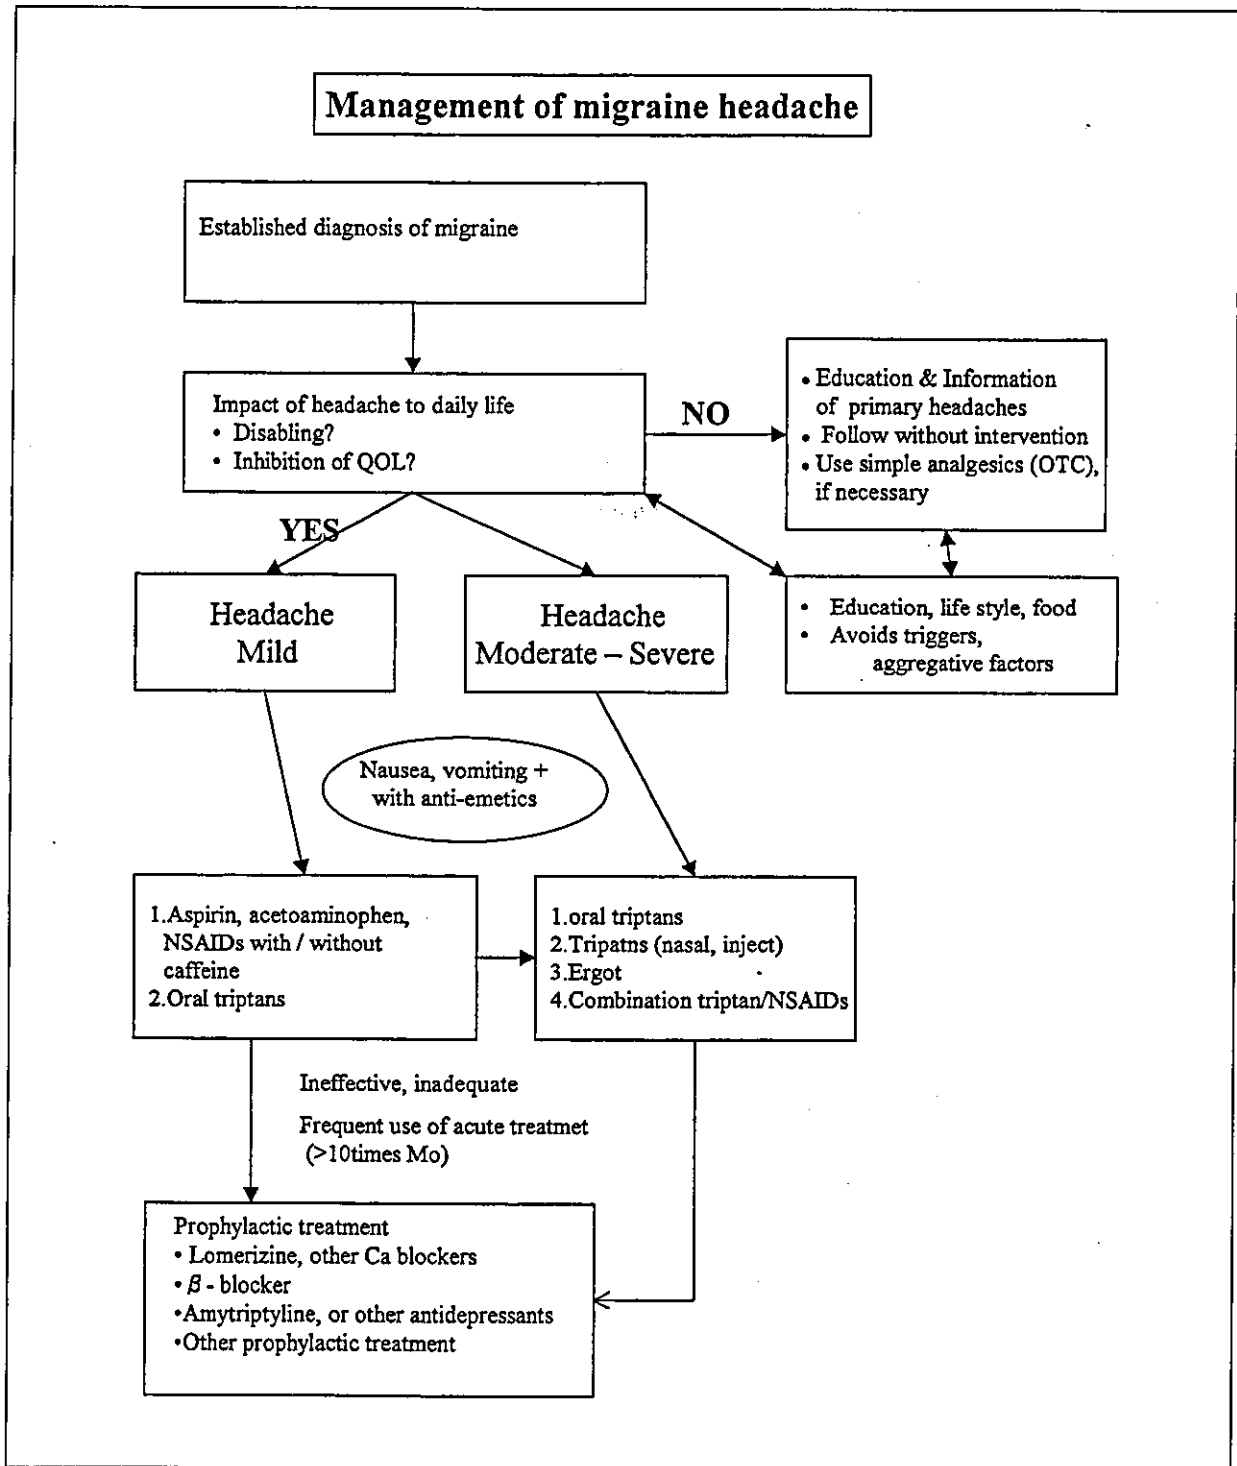 Management of migraine headache
Established diagnosis of migraine
Impact of headache to daily life
• Disabling?
• Inhibition of QOL?
NO
• Education & Information
of primary headaches
• Follow without intervention
• Use simple analgesics (OTC),
if necessary
YES
Headache
Mild
Headache
Moderate – Severe
• Education, life style, food
• Avoids triggers,
aggregative factors
Nausea, vomiting +
with anti-emetics
1.Aspirin, acetoaminophen,
NSAIDs with / without
caffeine
2.Oral triptans
1.oral triptans
2.Tripatns (nasal, inject)
3.Ergot
4.Combination triptan/NSAIDs
Ineffective, inadequate
Frequent use of acute treatmet
(>10times Mo)
Prophylactic treatment
• Lomerizine, other Ca blockers
• β - blocker
•Amytriptyline, or other antidepressants
•Other prophylactic treatment